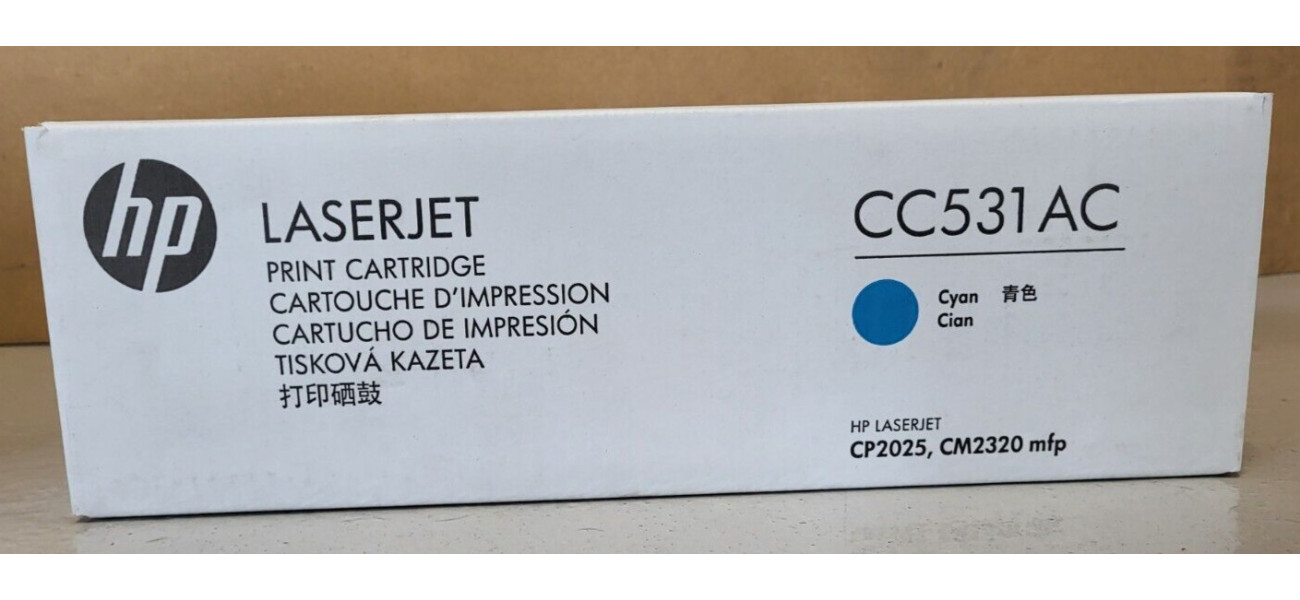 hp
LASERJET
PRINT CARTRIDGE
CARTOUCHE D'IMPRESSION
CARTUCHO DE IMPRESIÓN
TISKOVÁ KAZETA
打印硒鼓
CC531AC
Cyan 青色
Cian
HP LASERJET
CP2025, CM2320 mfp